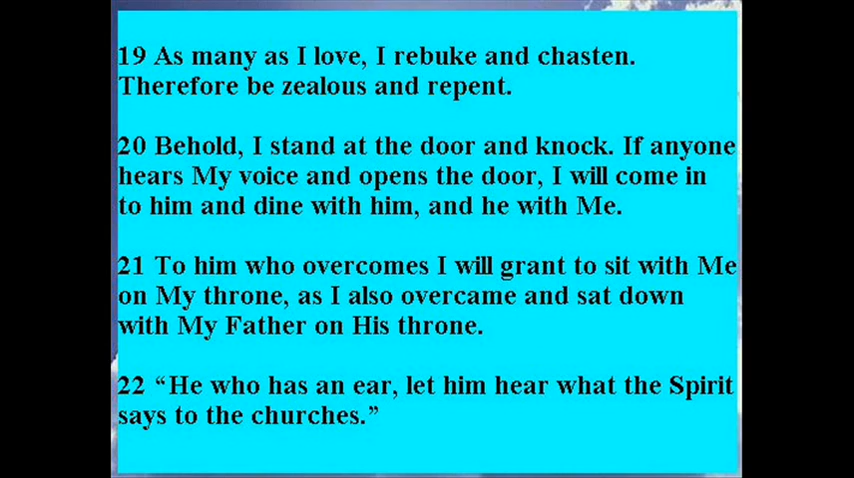 19 As many as I love, I rebuke and chasten.
Therefore be zealous and repent.
20 Behold, I stand at the door and knock. If anyone
hears My voice and opens the door, I will come in
to him and dine with him, and he with Me.
21 To him who overcomes I will grant to sit with Me
on My throne, as I also overcame and sat down
with My Father on His throne.
22 “He who has an ear, let him hear what the Spirit
says to the churches.”